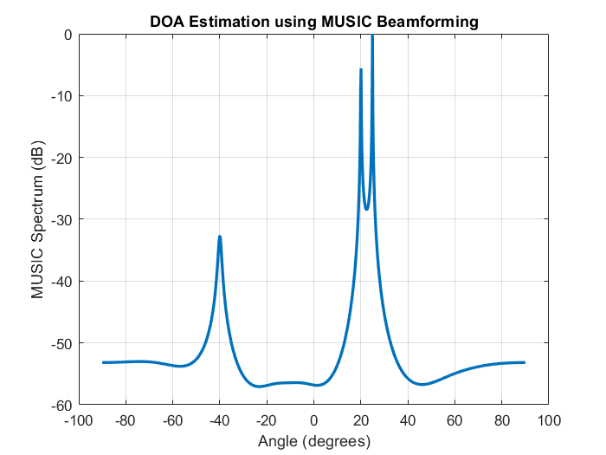 DOA Estimation using MUSIC Beamforming
0
-10
-20
-30
-40
-50
-60
MUSIC Spectrum (dB)
-100 -80 -60 -40 -20 0 20 40 60 80 100
Angle (degrees)